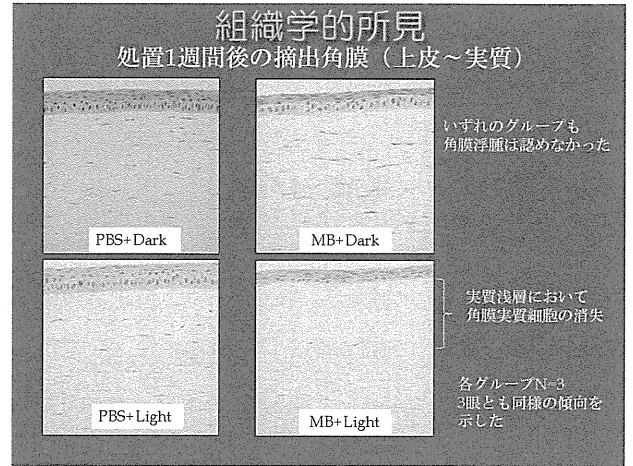 組織学的所見
処置1週間後の摘出角膜（上皮～実質）
いずれのグループも
角膜浮腫は認めなかった
PBS+Dark
MB+Dark
実質浅層において
角膜実質細胞の消失
PBS+Light
MB+Light
各グループN=3
3眼とも同様の傾向を
示した